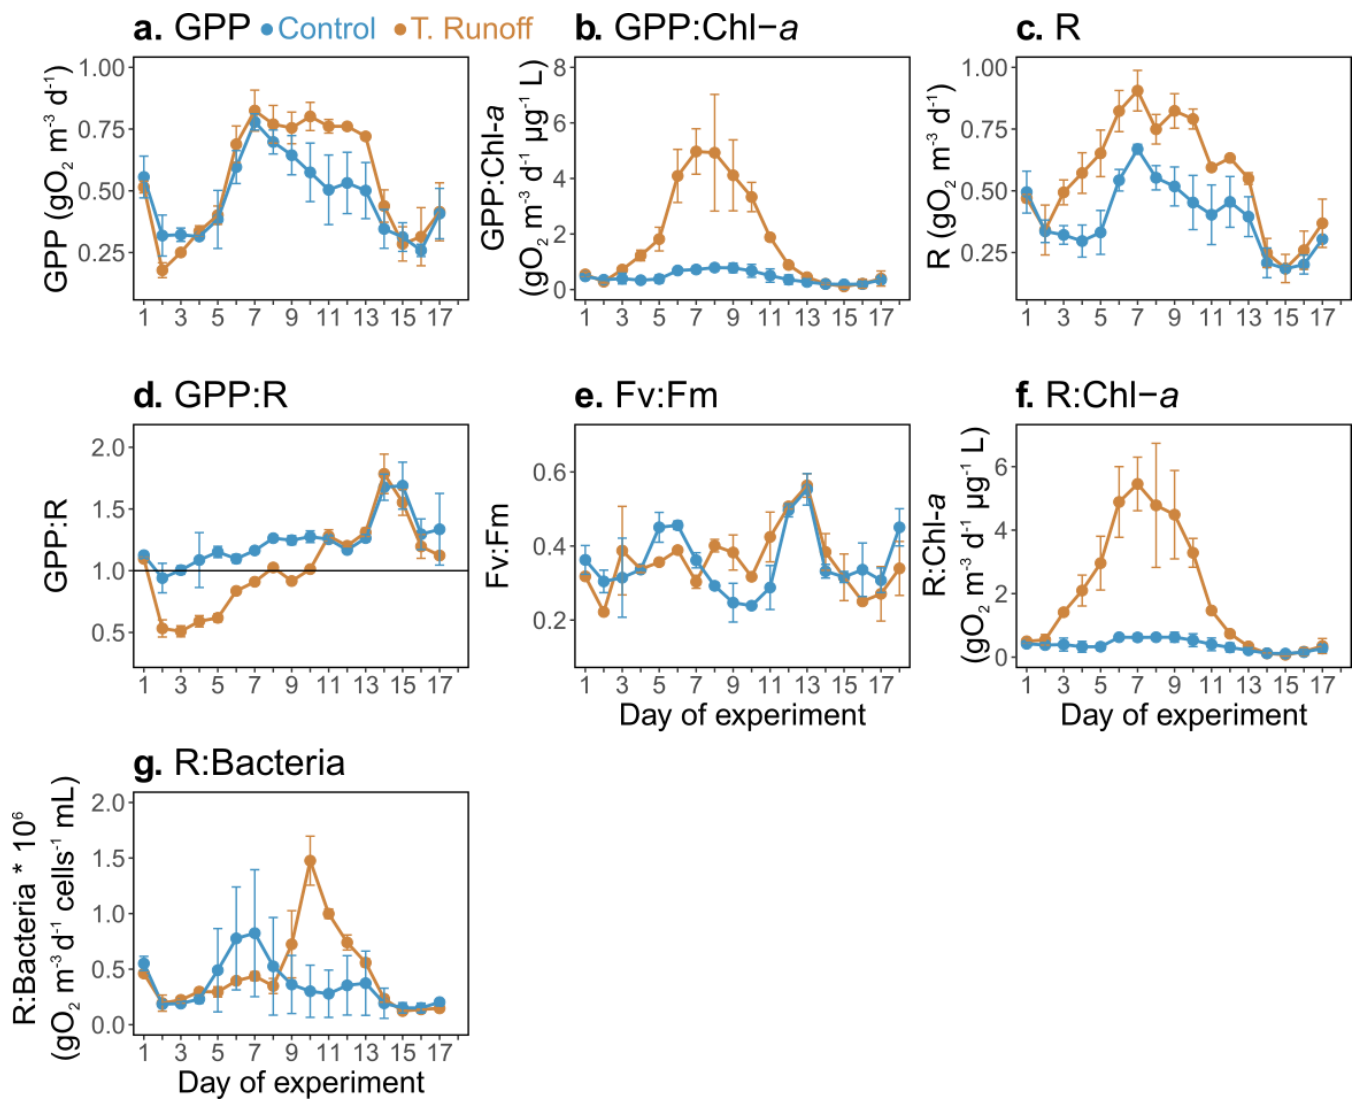 a. GPP ● Control ● T. Runoff
b. GPP:Chl−a
c. R
GPP (gO₂ m⁻³ d⁻¹)
1.00
0.75
0.50
0.25
1 3 5 7 9 11 13 15 17
GPP:Chl-a
(gO₂ m⁻³ d⁻¹ µg⁻¹ L)
8
6
4
2
0
1 3 5 7 9 11 13 15 17
R (gO₂ m⁻³ d⁻¹)
1.00
0.75
0.50
0.25
1 3 5 7 9 11 13 15 17
d. GPP:R
e. Fv:Fm
f. R:Chl−a
GPP:R
2.0
1.5
1.0
0.5
1 3 5 7 9 11 13 15 17
Fv:Fm
0.6
0.4
0.2
1 3 5 7 9 11 13 15 17
Day of experiment
R:Chl-a
(gO₂ m⁻³ d⁻¹ µg⁻¹ L)
6
4
2
0
1 3 5 7 9 11 13 15 17
Day of experiment
g. R:Bacteria
R:Bacteria * 10⁶
(gO₂ m⁻³ d⁻¹ cells⁻¹ mL)
2.0
1.5
1.0
0.5
0.0
1 3 5 7 9 11 13 15 17
Day of experiment